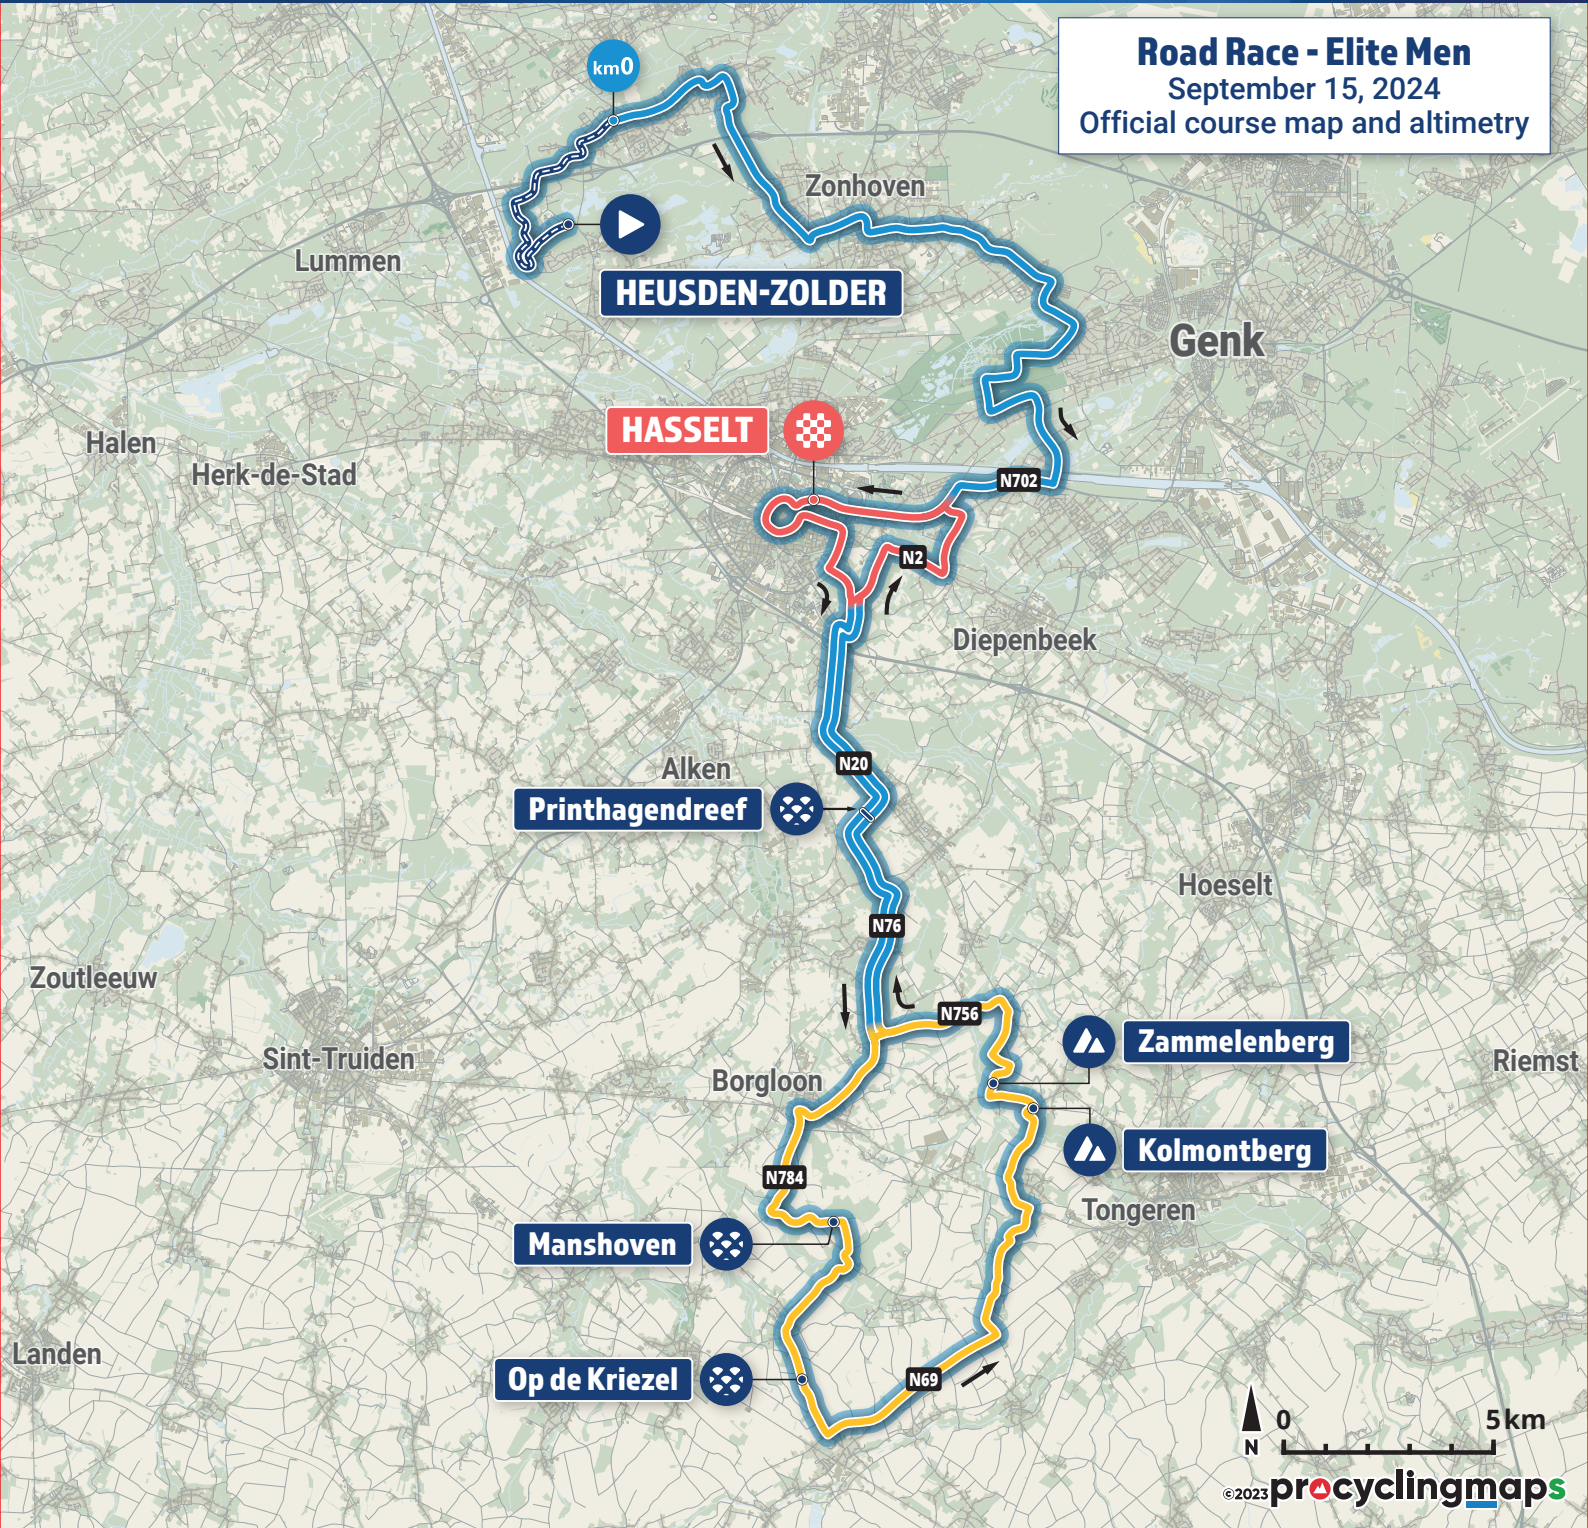 Road Race - Elite Men
September 15, 2024
Official course map and altimetry
km0
Zonhoven
Lummen
HEUSDEN-ZOLDER
Genk
HASSELT
Halen
Herk-de-Stad
N702
N2
Diepenbeek
N20
Alken
Printhagendreef
Hoeselt
N76
Zoutleeuw
N756
Zammelenberg
Sint-Truiden
Riemst
Borgloon
Kolmontberg
N784
Tongeren
Manshoven
Landen
Op de Kriezel
N69
0 5km
N
©2023 procyclingmaps